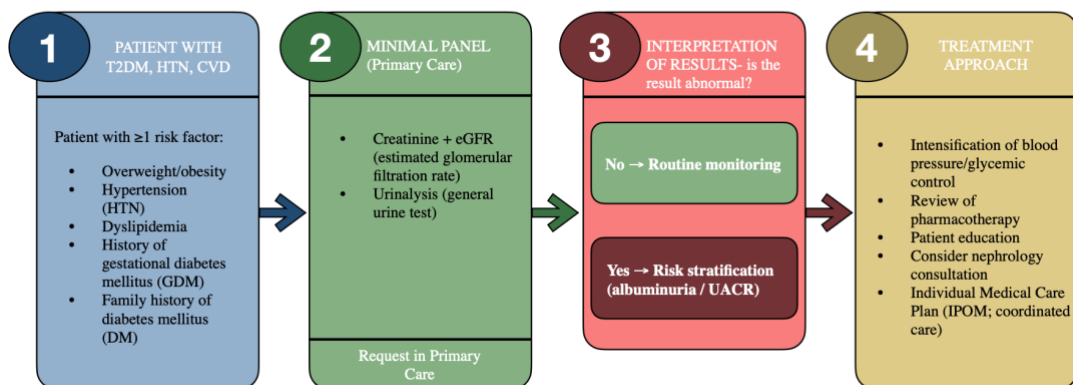 1
PATIENT WITH
T2DM, HTN, CVD
Patient with ≥1 risk factor:
• Overweight/obesity
• Hypertension
(HTN)
• Dyslipidemia
• History of
gestational diabetes
mellitus (GDM)
• Family history of
diabetes mellitus
(DM)
2
MINIMAL PANEL
(Primary Care)
• Creatinine + eGFR
(estimated glomerular
filtration rate)
• Urinalysis (general
urine test)
Request in Primary
Care
3
INTERPRETATION
OF RESULTS- is the
result abnormal?
No → Routine monitoring
Yes → Risk stratification
(albuminuria / UACR)
4
TREATMENT
APPROACH
• Intensification of blood
pressure/glycemic
control
• Review of
pharmacotherapy
• Patient education
• Consider nephrology
consultation
• Individual Medical Care
Plan (IPOM; coordinated
care)